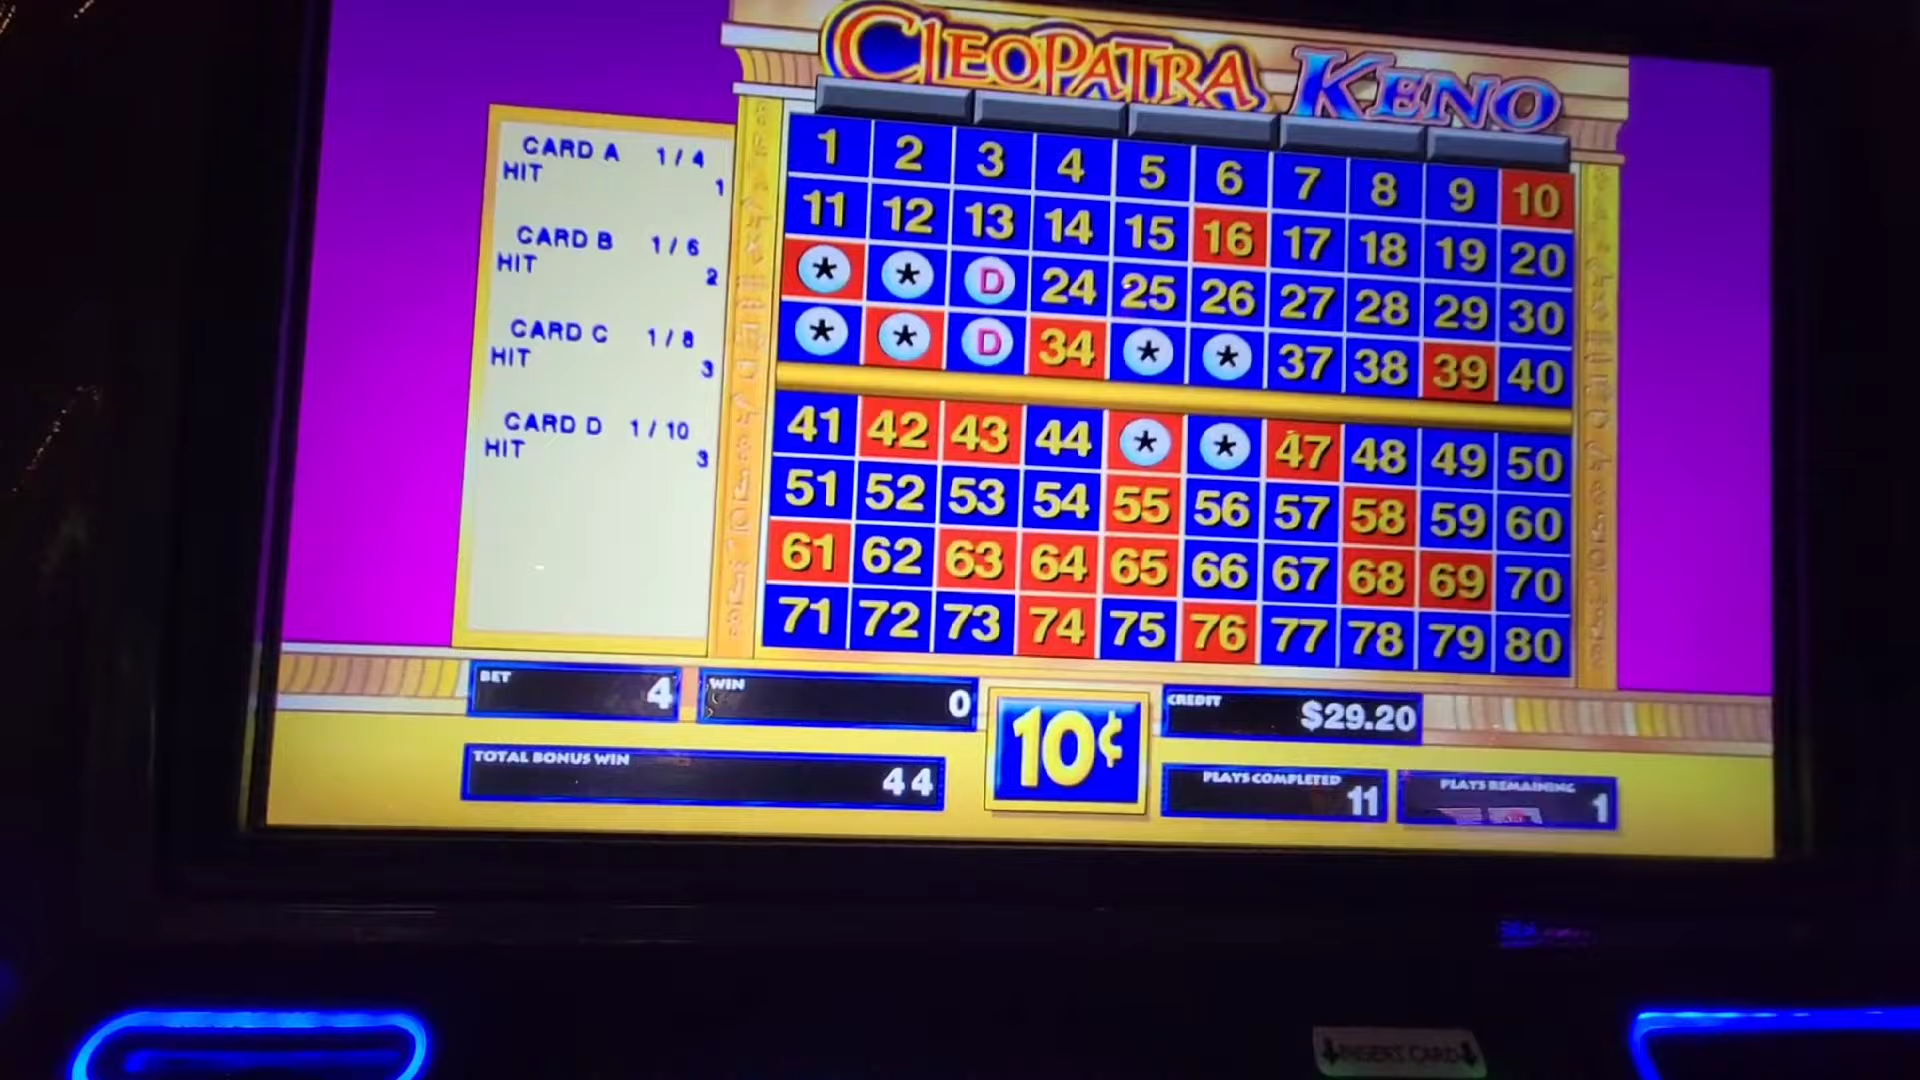 CLEOPATRA KENO
CARD A 1/4
HIT 1
CARD B 1/6
HIT 2
CARD C 1/8
HIT 3
CARD D 1/10
HIT 3
1 2 3 4 5 6 7 8 9 10
11 12 13 14 15 16 17 18 19 20
* * D 24 25 26 27 28 29 30
* * D 34 * * 37 38 39 40
41 42 43 44 * * 47 48 49 50
51 52 53 54 55 56 57 58 59 60
61 62 63 64 65 66 67 68 69 70
71 72 73 74 75 76 77 78 79 80
BET 4
WIN 0
10¢
CREDIT $29.20
TOTAL BONUS WIN 44
PLAYS COMPLETED 11
PLAYS REMAINING 1
INSERT CARD